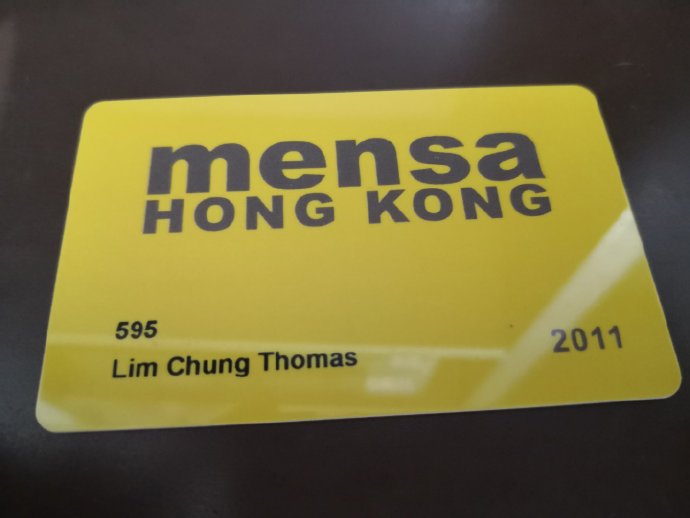 mensa
HONG KONG
595
Lim Chung Thomas
2011